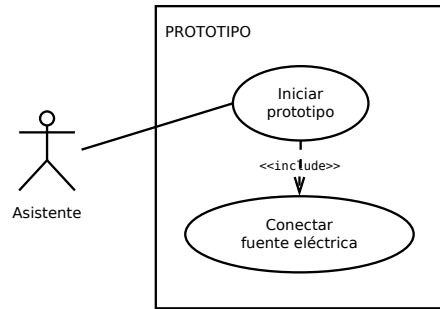 PROTOTIPO
Iniciar
prototipo
<<include>>
Asistente
Conectar
fuente eléctrica